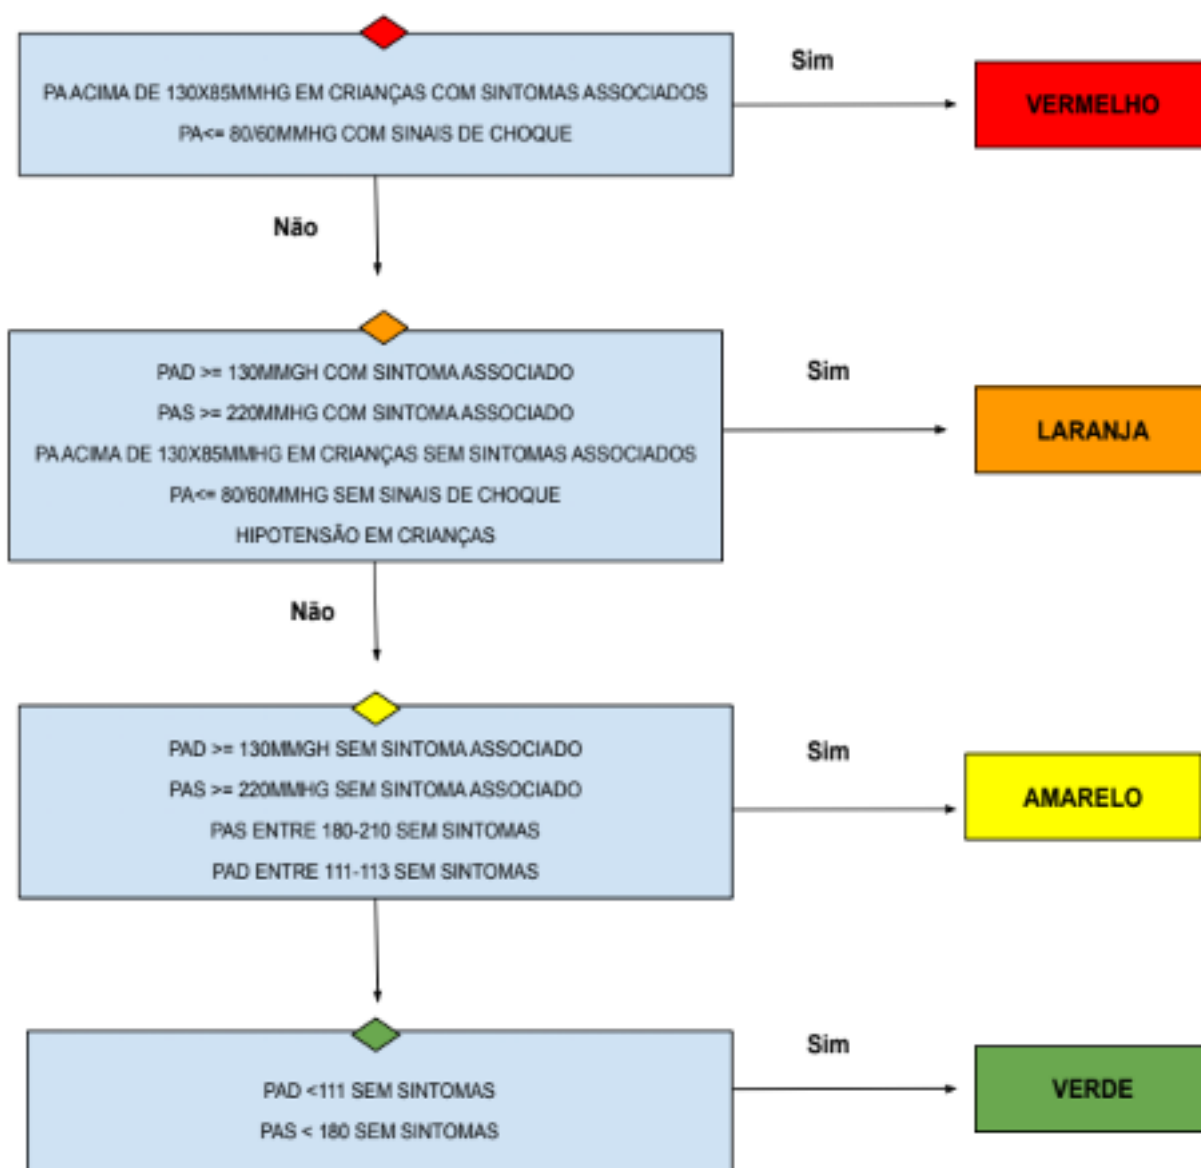 PA ACIMA DE 130X85MMHG EM CRIANÇAS COM SINTOMAS ASSOCIADOS
PA<= 80/60MMHG COM SINAIS DE CHOQUE
Sim
VERMELHO
Não
PAD >= 130MMGH COM SINTOMA ASSOCIADO
PAS >= 220MMHG COM SINTOMA ASSOCIADO
PA ACIMA DE 130X85MMHG EM CRIANÇAS SEM SINTOMAS ASSOCIADOS
PA<= 80/60MMHG SEM SINAIS DE CHOQUE
HIPOTENSÃO EM CRIANÇAS
Sim
LARANJA
Não
PAD >= 130MMGH SEM SINTOMA ASSOCIADO
PAS >= 220MMHG SEM SINTOMA ASSOCIADO
PAS ENTRE 180-210 SEM SINTOMAS
PAD ENTRE 111-113 SEM SINTOMAS
Sim
AMARELO
PAD <111 SEM SINTOMAS
PAS < 180 SEM SINTOMAS
Sim
VERDE